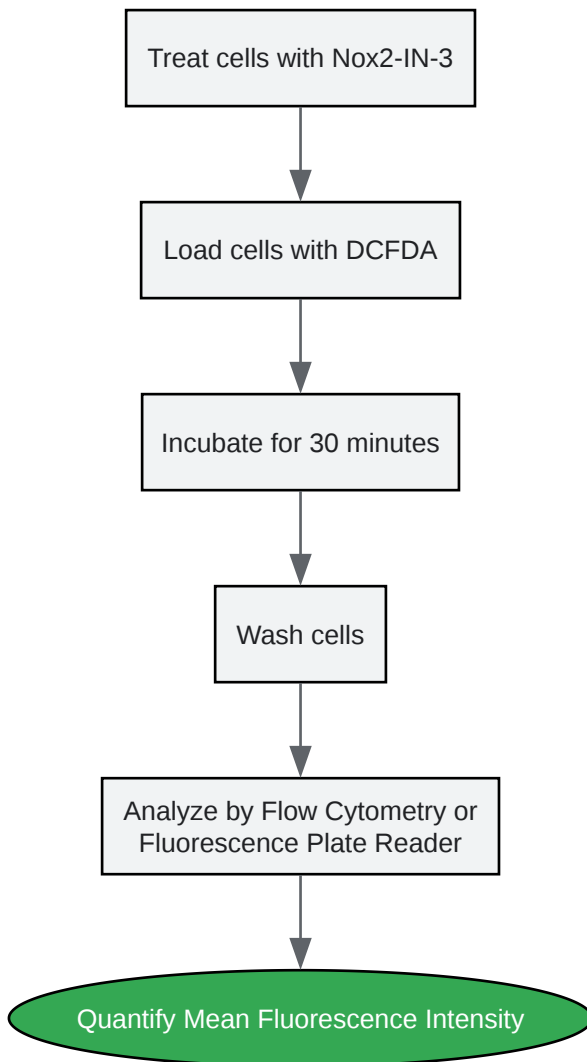 Treat cells with Nox2-IN-3
Load cells with DCFDA
Incubate for 30 minutes
Wash cells
Analyze by Flow Cytometry or
Fluorescence Plate Reader
Quantify Mean Fluorescence Intensity